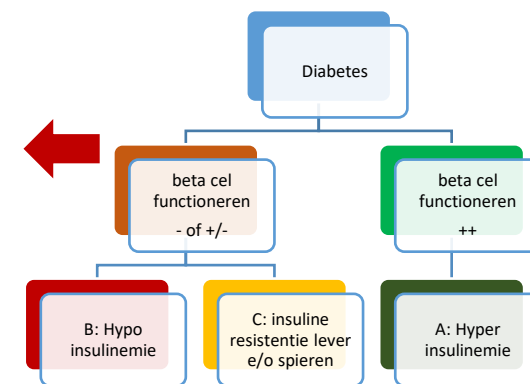 Diabetes
beta cel
functioneren
- of +/-
beta cel
functioneren
++
B: Hypo
insulinemie
C: insuline
resistentie lever
e/o spieren
A: Hyper
insulinemie